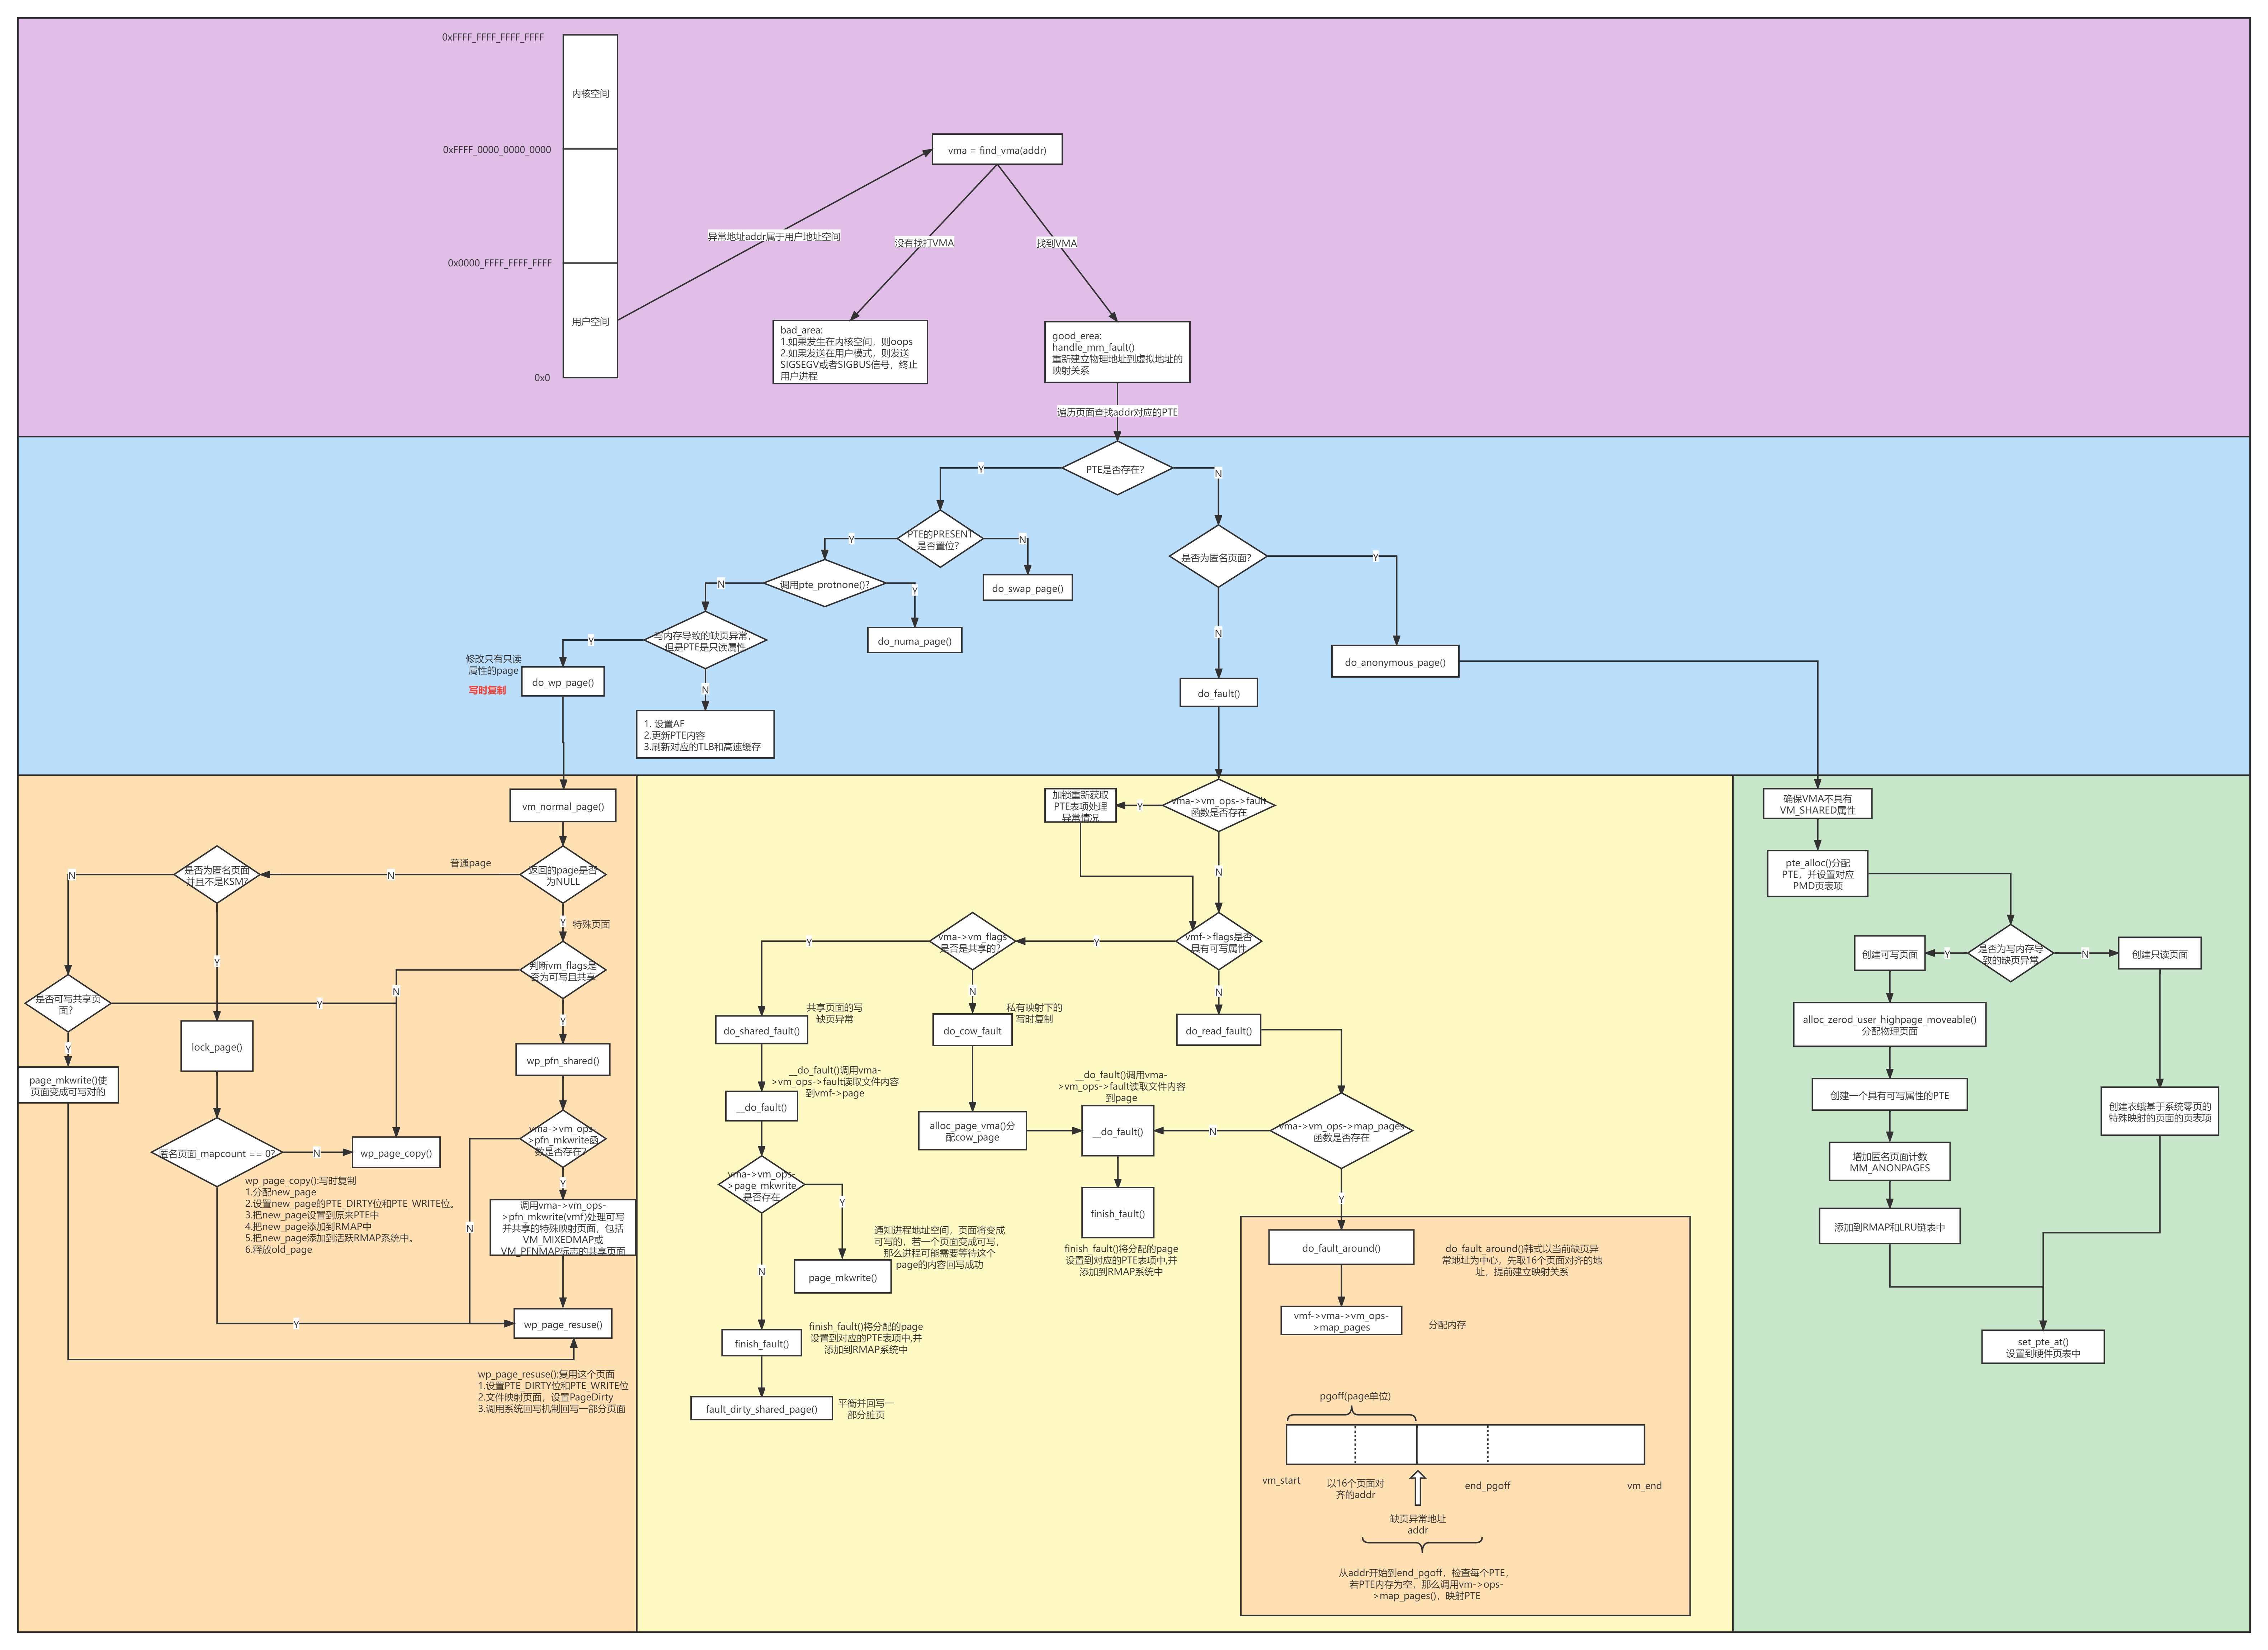 0xFFFF_FFFF_FFFF_FFFF
内核空间
0xFFFF_0000_0000_0000
vma = find_vma(addr)
异常地址addr属于用户地址空间
没有找打VMA
找到VMA
0x0000_FFFF_FFFF_FFFF
用户空间
0x0
bad_area:
1.如果发生在内核空间，则oops
2.如果发送在用户模式，则发送
SIGSEGV或者SIGBUS信号，终止
用户进程
good_erea:
handle_mm_fault()
重新建立物理地址到虚拟地址的
映射关系
遍历页面查找addr对应的PTE
PTE是否存在？
Y
N
PTE的PRESENT
是否置位？
Y
N
是否为匿名页面？
Y
N
调用pte_protnone()?
N
Y
do_swap_page()
写内存导致的缺页异常，
但是PTE是只读属性
Y
N
do_numa_page()
修改只有只读
属性的page
写时复制
do_wp_page()
do_anonymous_page()
do_fault()
1. 设置AF
2.更新PTE内容
3.刷新对应的TLB和高速缓存
vm_normal_page()
返回的page是否
为NULL
普通page
N
Y
特殊页面
是否为匿名页面
并且不是KSM?
N
Y
判断vm_flags是
否为可写且共享
N
Y
是否可写共享页
面？
Y
Y
lock_page()
wp_pfn_shared()
page_mkwrite()使
页面变成可写对的
匿名页面_mapcount == 0?
N
Y
wp_page_copy()
vma->vm_ops-
>pfn_mkwrite函
数是否存在？
Y
N
wp_page_copy():写时复制
1.分配new_page
2.设置new_page的PTE_DIRTY位和PTE_WRITE位。
3.把new_page设置到原来PTE中
4.把new_page添加到RMAP中
5.把new_page添加到活跃RMAP系统中。
6.释放old_page
调用vma->vm_ops-
>pfn_mkwrite(vmf)处理可写
并共享的特殊映射页面，包括
VM_MIXEDMAP或
VM_PFNMAP标志的共享页面
wp_page_resuse()
wp_page_resuse():复用这个页面
1.设置PTE_DIRTY位和PTE_WRITE位
2.文件映射页面，设置PageDirty
3.调用系统回写机制回写一部分页面
加锁重新获取
PTE表项处理
异常情况
Y
vma->vm_ops->fault
函数是否存在
N
vma->vm_flags
是否是共享的？
Y
Y
N
vmf->flags是否
具有可写属性
N
共享页面的写
缺页异常
do_shared_fault()
私有映射下的
写时复制
do_cow_fault
do_read_fault()
__do_fault()调用vma-
>vm_ops->fault读取文件内容
到vmf->page
__do_fault()
__do_fault()调用vma-
>vm_ops->fault读取文件内容
到page
__do_fault()
alloc_page_vma()分
配cow_page
N
vma->vm_ops->map_pages
函数是否存在
Y
vma->vm_ops-
>page_mkwrite
是否存在
Y
N
finish_fault()
通知进程地址空间，页面将变成
可写的，若一个页面变成可写，
那么进程可能需要等待这个
page的内容回写成功
page_mkwrite()
finish_fault()将分配的page
设置到对应的PTE表项中,并
添加到RMAP系统中
finish_fault()
finish_fault()将分配的page
设置到对应的PTE表项中,并
添加到RMAP系统中
fault_dirty_shared_page()
平衡并回写一
部分脏页
do_fault_around()
do_fault_around()韩式以当前缺页异
常地址为中心，先取16个页面对齐的地
址，提前建立映射关系
vmf->vma->vm_ops-
>map_pages
分配内存
pgoff(page单位)
vm_start
以16个页面对
齐的addr
end_pgoff
vm_end
缺页异常地址
addr
从addr开始到end_pgoff，检查每个PTE，
若PTE内存为空，那么调用vm->ops-
>map_pages()，映射PTE
确保VMA不具有
VM_SHARED属性
pte_alloc()分配
PTE，并设置对应
PMD页表项
创建可写页面
Y
是否为写内存导
致的缺页异常
N
创建只读页面
alloc_zerod_user_highpage_moveable()
分配物理页面
创建一个具有可写属性的PTE
创建衣蛾基于系统零页的
特殊映射的页面的页表项
增加匿名页面计数
MM_ANONPAGES
添加到RMAP和LRU链表中
set_pte_at()
设置到硬件页表中